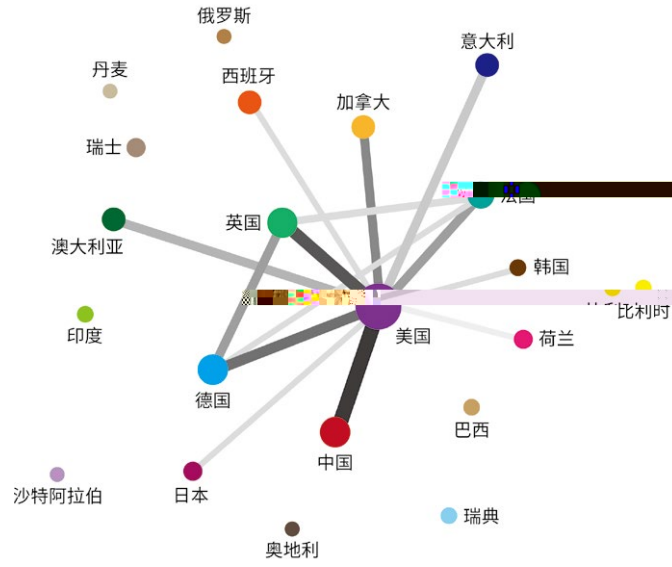 俄罗斯
意大利
丹麦
西班牙
加拿大
瑞士
法国
英国
澳大利亚
韩国
美国
比利时
印度
荷兰
德国
巴西
中国
沙特阿拉伯
日本
瑞典
奥地利